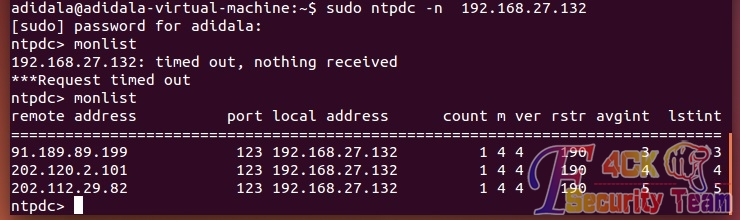 adidala@adidala-virtual-machine:~$ sudo ntpdc -n  192.168.27.132
[sudo] password for adidala:
ntpdc> monlist
192.168.27.132: timed out, nothing received
***Request timed out
ntpdc> monlist
remote address          port local address      count m ver rstr avgint  lstint
===============================================================================
91.189.89.199            123 192.168.27.132         1 4 4    190      3       3
202.120.2.101            123 192.168.27.132         1 4 4    190      4       4
202.112.29.82            123 192.168.27.132         1 4 4    190      5       5
ntpdc>
F4CK
Security Team